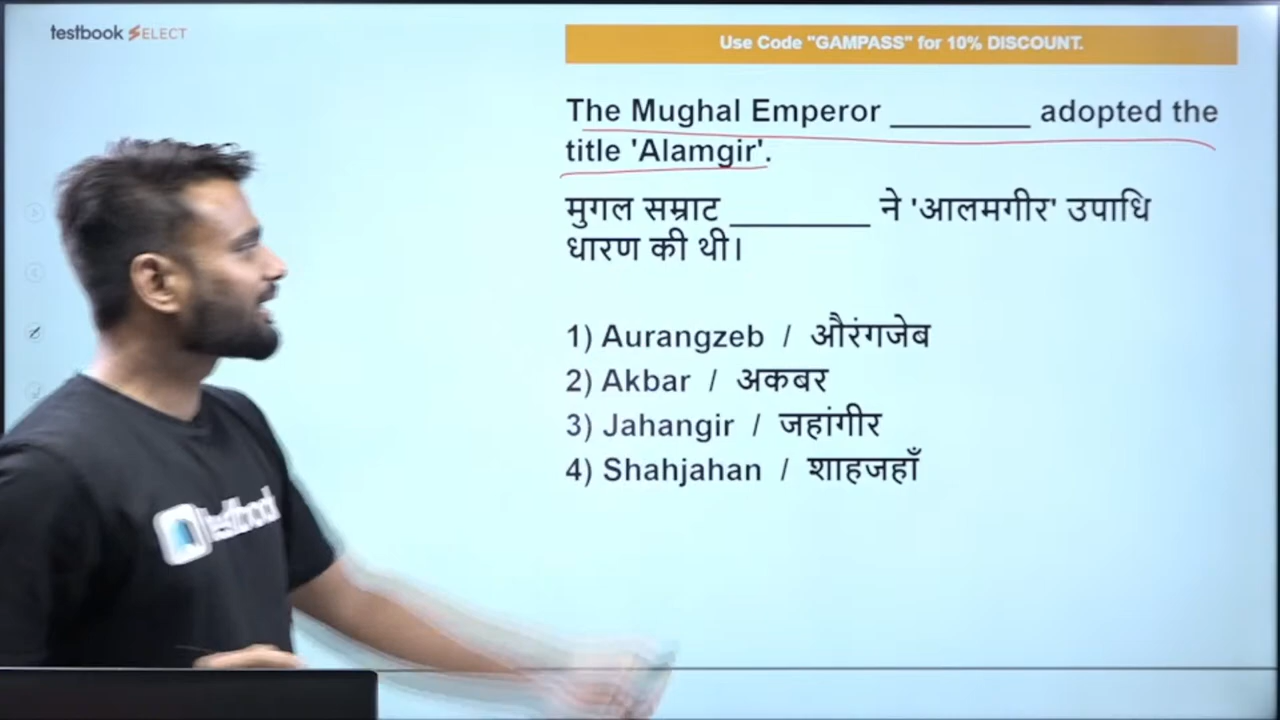 testbook SELECT
Use Code "GAMPASS" for 10% DISCOUNT.
The Mughal Emperor ________ adopted the
title 'Alamgir'.
मुगल सम्राट ________ ने 'आलमगीर' उपाधि
धारण की थी।
1) Aurangzeb / औरंगजेब
2) Akbar / अकबर
3) Jahangir / जहांगीर
4) Shahjahan / शाहजहाँ
testbook